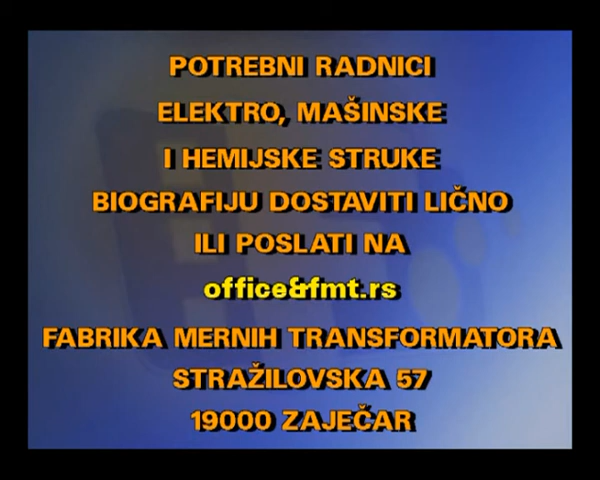 POTREBNI RADNICI
ELEKTRO, MAŠINSKE
I HEMIJSKE STRUKE
BIOGRAFIJU DOSTAVITI LIČNO
ILI POSLATI NA
office&fmt.rs
FABRIKA MERNIH TRANSFORMATORA
STRAŽILOVSKA 57
19000 ZAJEČAR